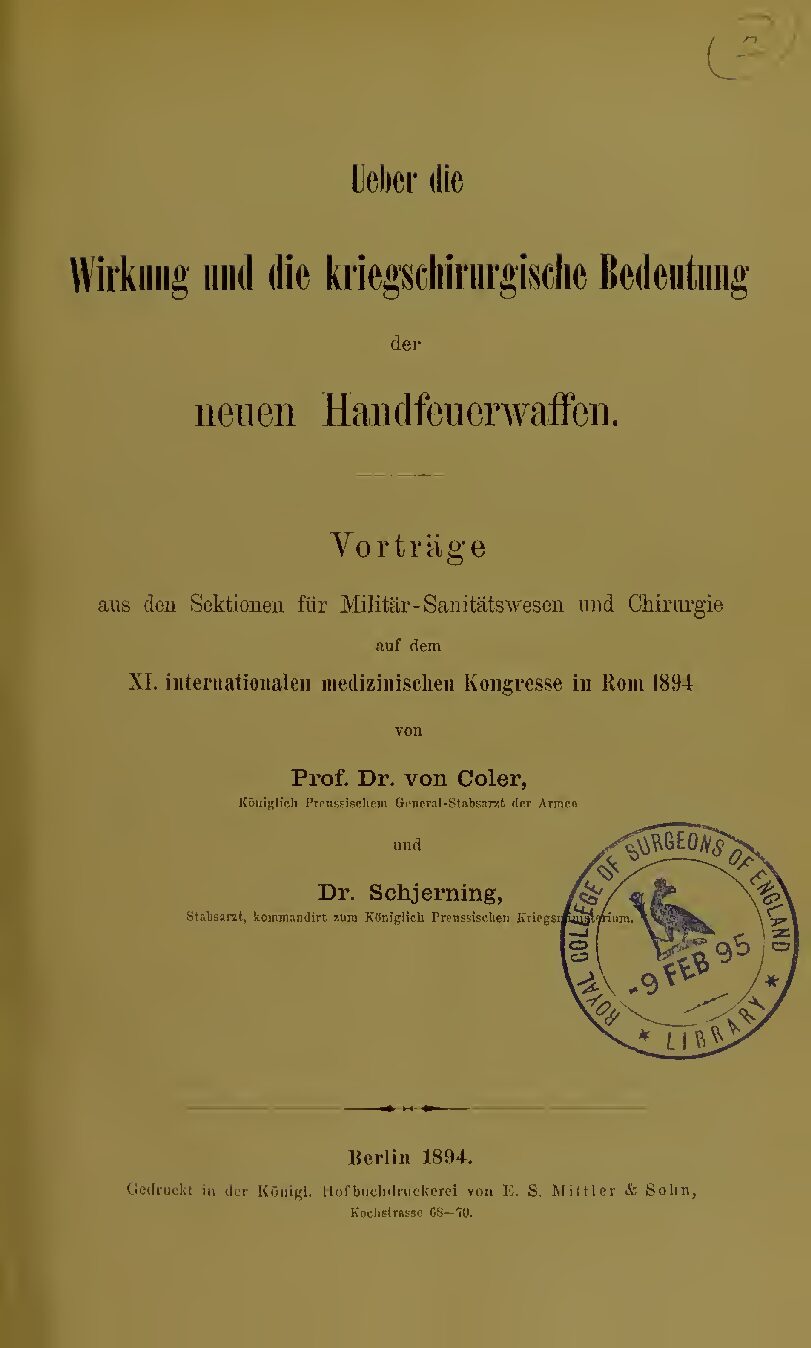 Ueber die
Wirkung und die kriegschirurgische Bedeutung
der
neuen Handfeuerwaffen.
Vorträge
aus den Sektionen für Militär-Sanitätswesen und Chirurgie
auf dem
XI. internationalen medizinischen Kongresse in Rom 1894
von
Prof. Dr. von Coler,
Königlich Preussischem General-Stabsarzt der Armee
und
Dr. Schjerning,
Stabsarzt, kommandirt zum Königlich Preussischen Kriegsministerium.
ROYAL COLLEGE OF SURGEONS OF ENGLAND
-9 FEB 95
* LIBRARY *
Berlin 1894.
Gedruckt in der Königl. Hofbuchdruckerei von E. S. Mittler & Sohn,
Kochstrasse 68—70.